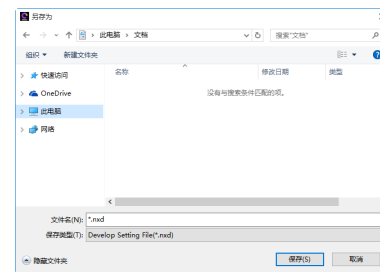 另存为
此电脑 › 文档
搜索"文档"
组织 新建文件夹
名称 修改日期 类型
快速访问
没有与搜索条件匹配的项。
OneDrive
此电脑
网络
文件名(N): *.nxd
保存类型(T): Develop Setting File(*.nxd)
隐藏文件夹 保存(S) 取消